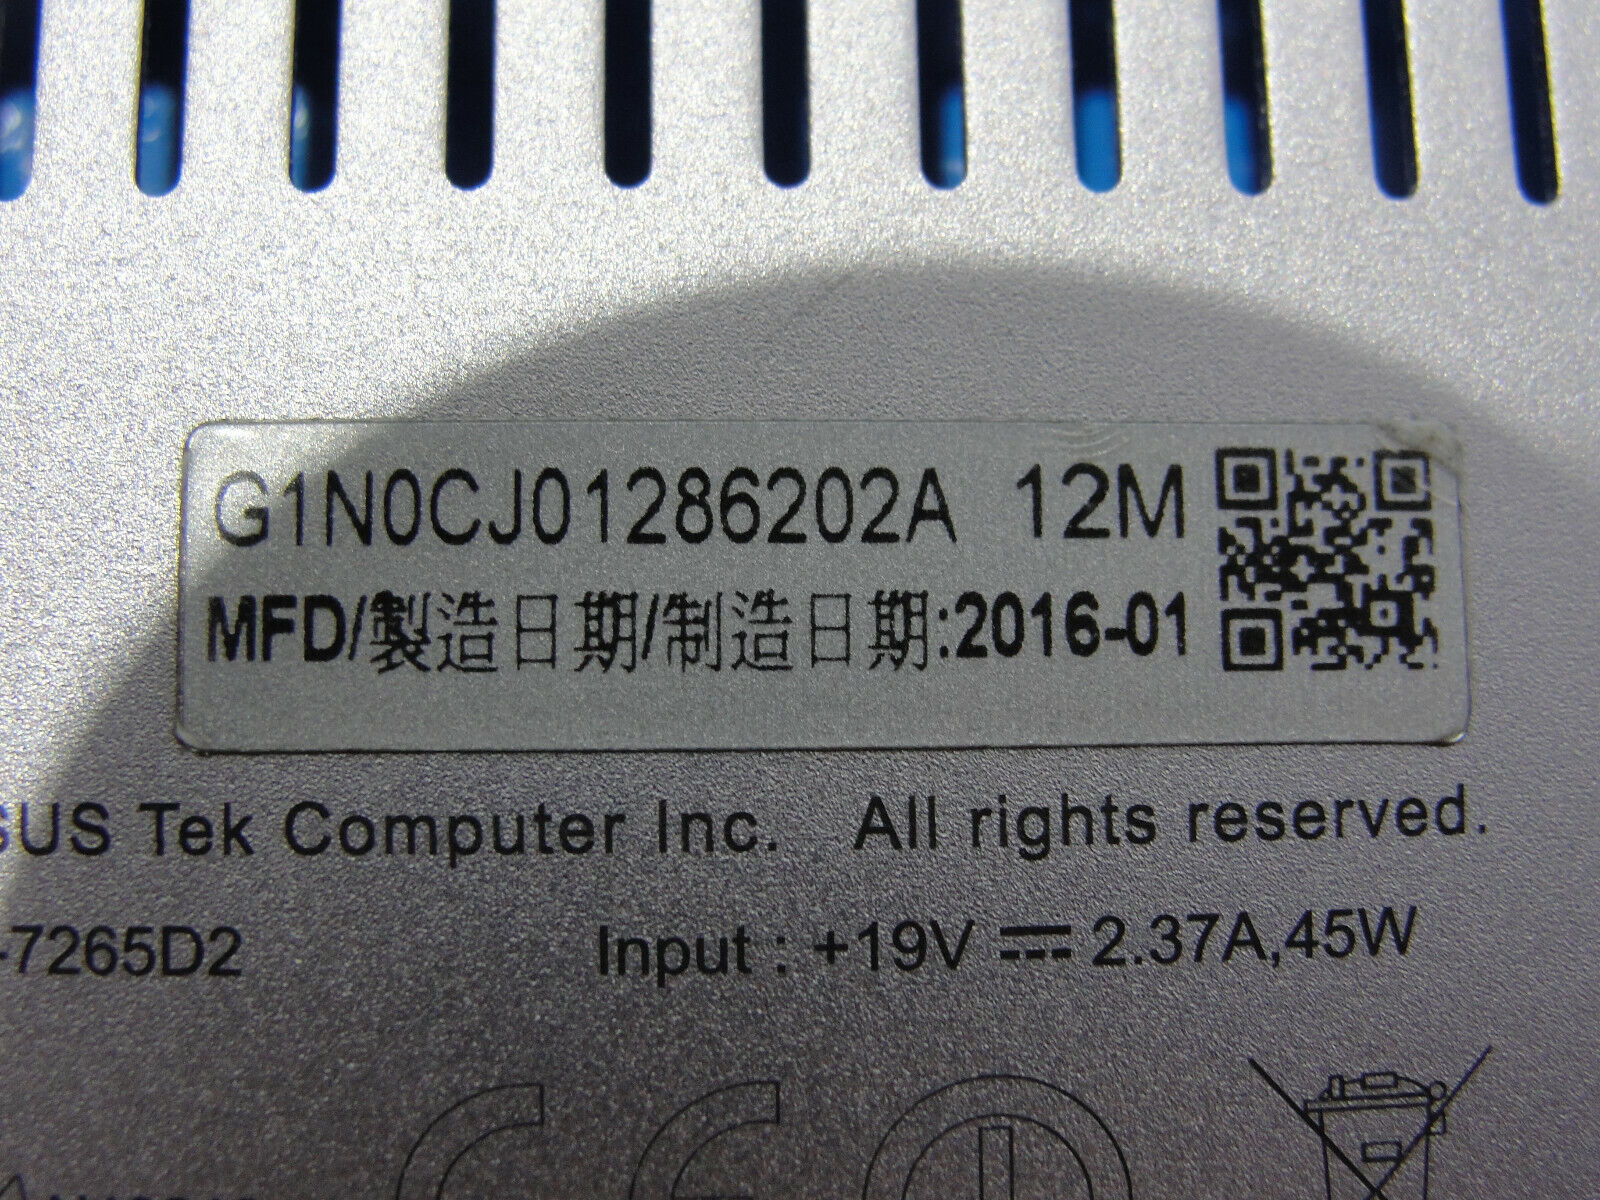 G1N0CJ01286202A 12M
MFD/製造日期/制造日期:2016-01
SUS Tek Computer Inc. All rights reserved.
-7265D2
Input : +19V ⎓ 2.37A,45W
CE